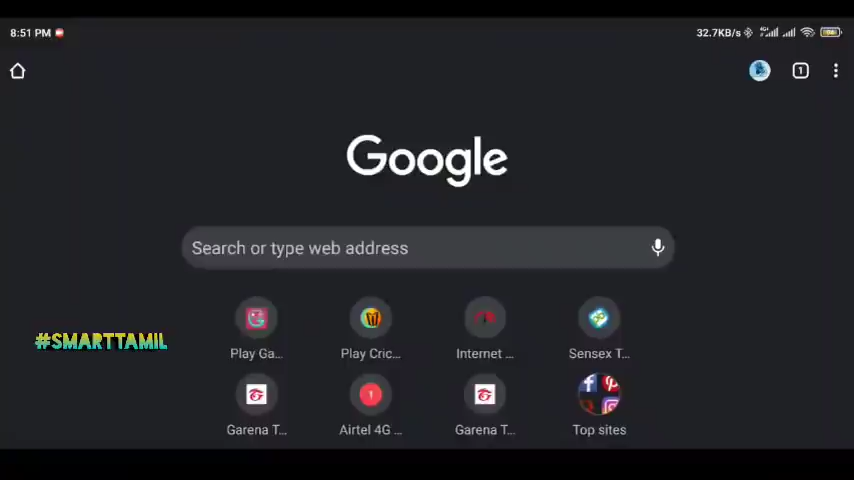 8:51 PM
32.7KB/s
1
Google
Search or type web address
Play Ga...
Play Cric...
Internet ...
Sensex T...
#SMARTTAMIL
Garena T...
Airtel 4G ...
Garena T...
Top sites